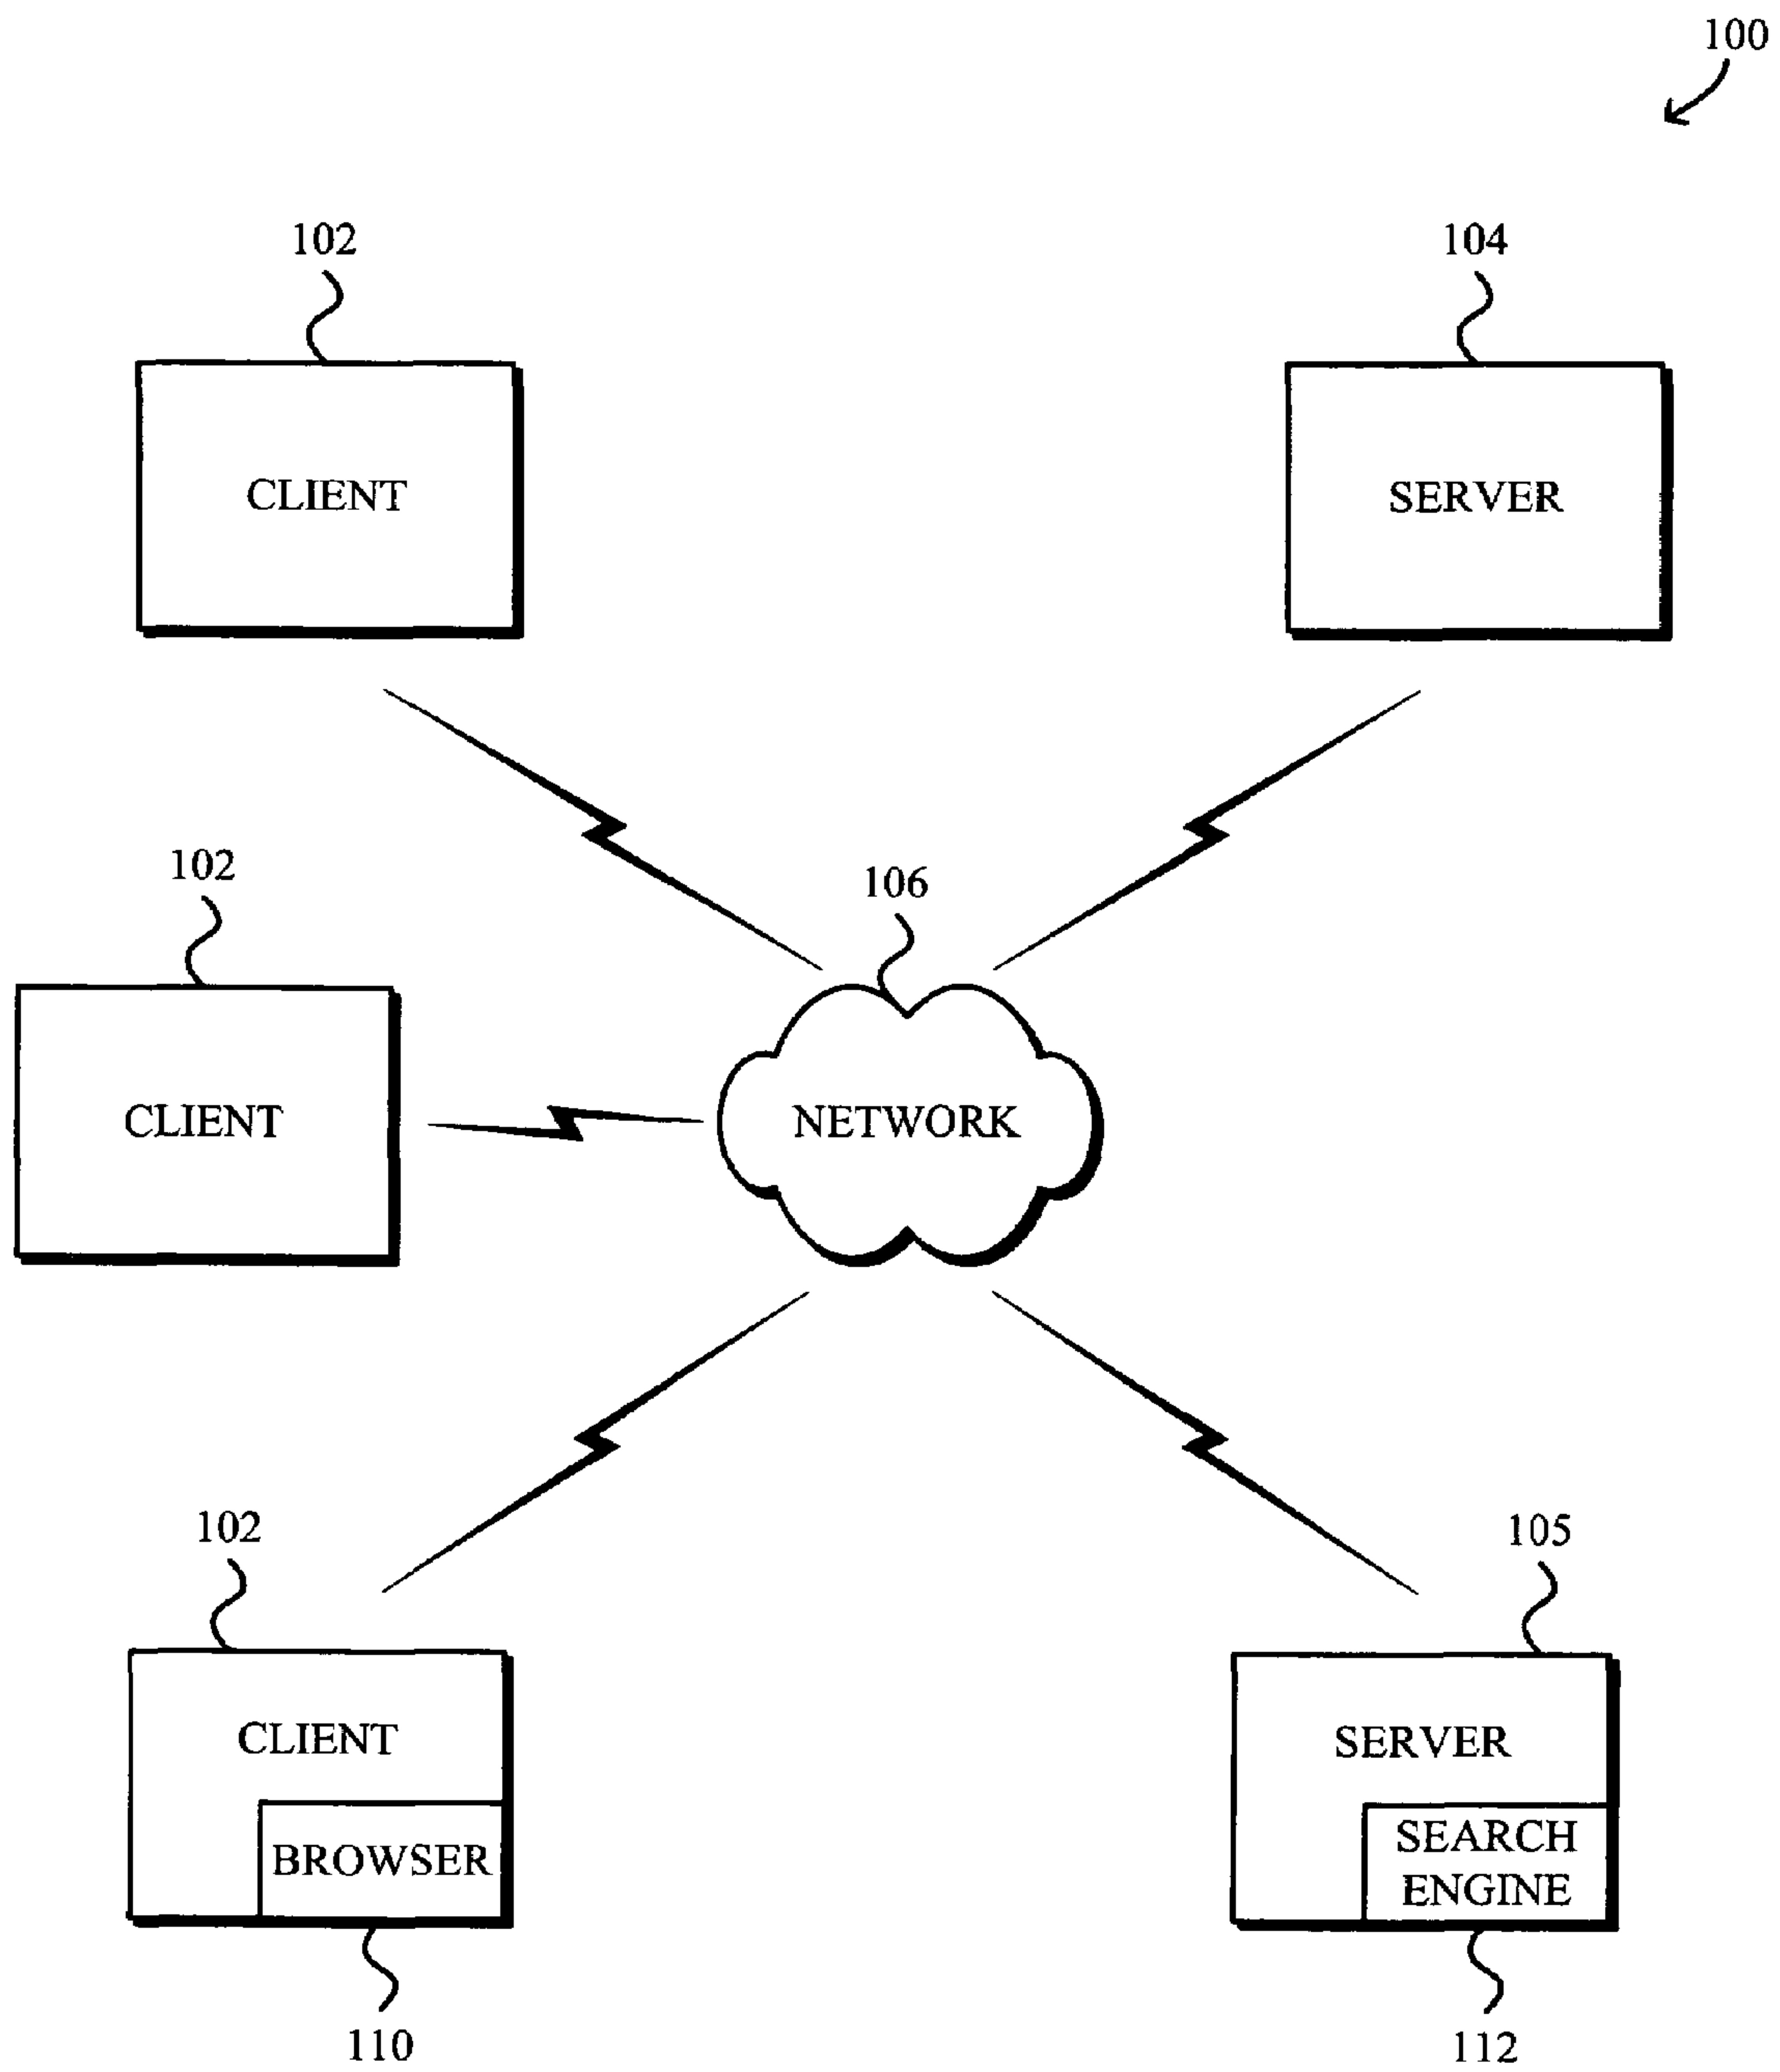 100
102
104
CLIENT
SERVER
102
106
CLIENT
NETWORK
102
105
CLIENT
SERVER
BROWSER
SEARCH
ENGINE
110
112